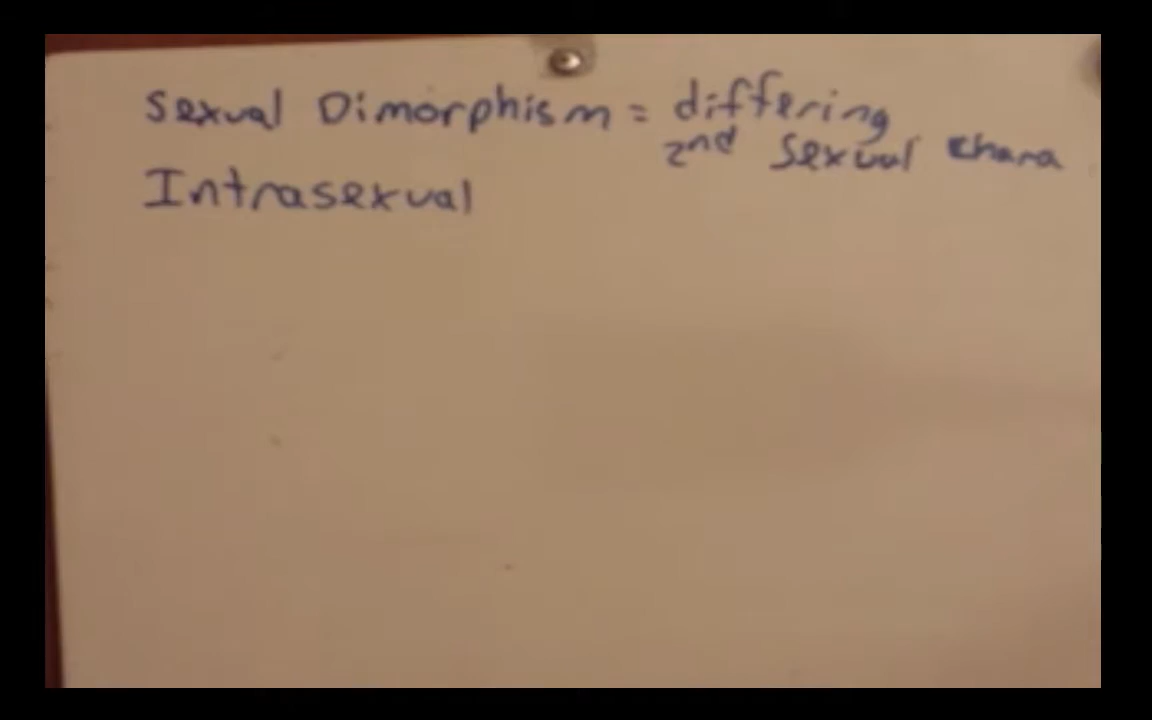 Sexual Dimorphism = differing
2nd sexual chara
Intrasexual